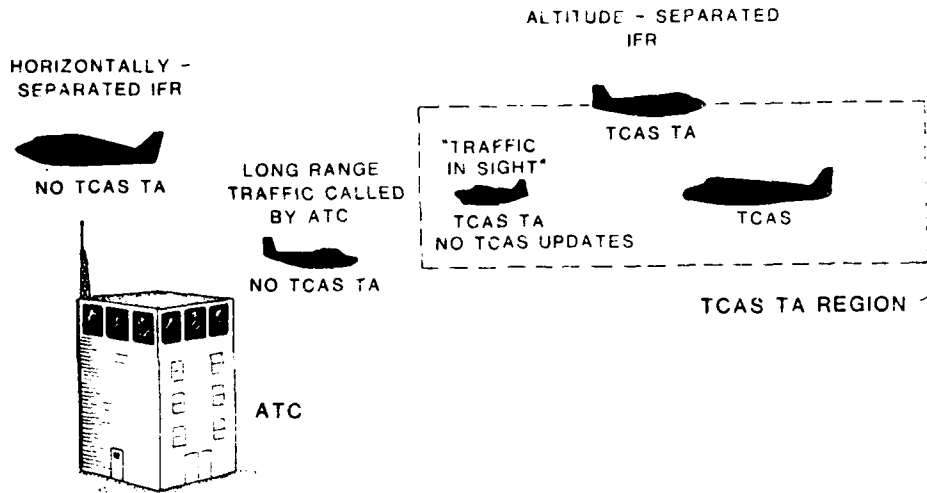 ALTITUDE - SEPARATED
IFR
HORIZONTALLY -
SEPARATED IFR
NO TCAS TA
LONG RANGE
TRAFFIC CALLED
BY ATC
NO TCAS TA
"TRAFFIC
IN SIGHT"
TCAS TA
NO TCAS UPDATES
TCAS TA
TCAS
TCAS TA REGION
ATC